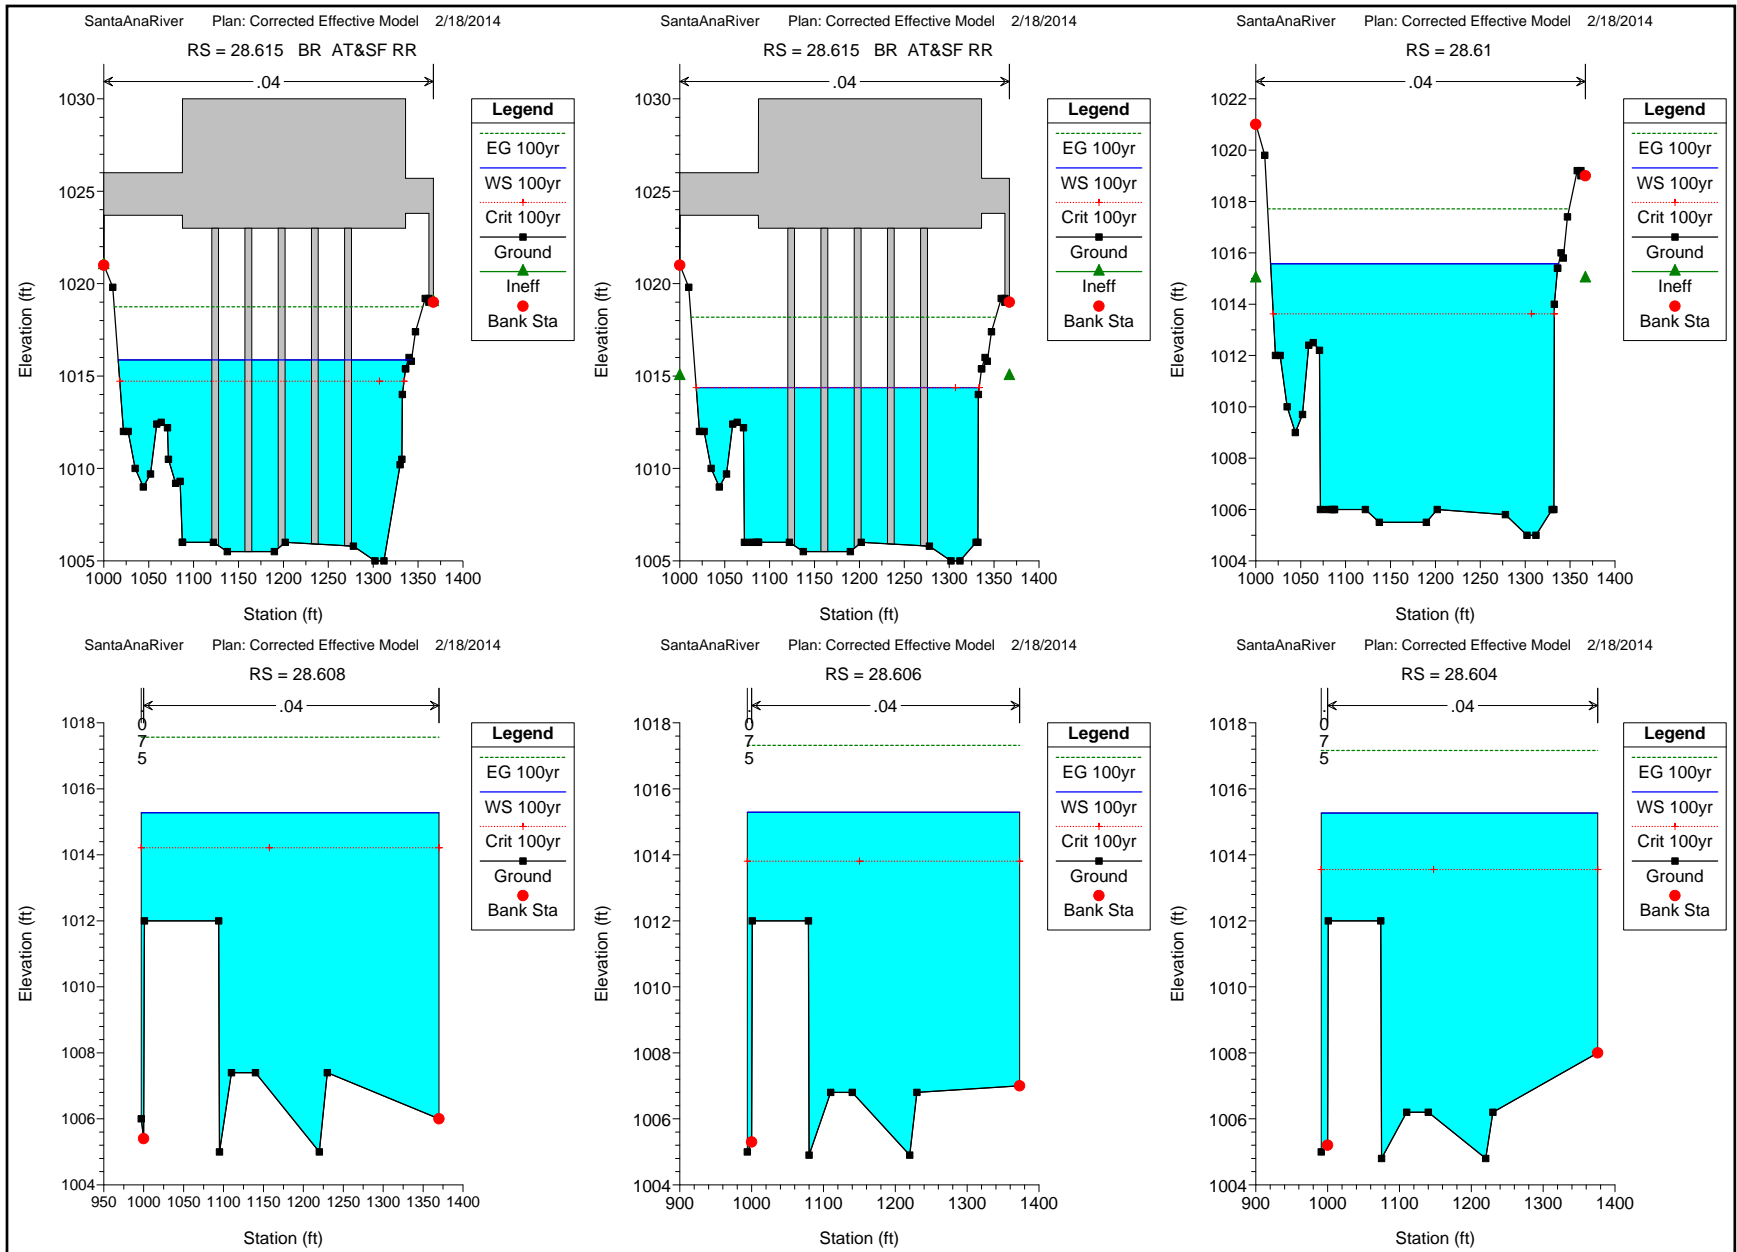 SantaAnaRiver Plan: Corrected Effective Model 2/18/2014
RS = 28.615 BR AT&SF RR
.04
1030
1025
1020
1015
1010
1005
Elevation (ft)
1000 1050 1100 1150 1200 1250 1300 1350 1400
Station (ft)
Legend
EG 100yr
WS 100yr
Crit 100yr
Ground
Ineff
Bank Sta
SantaAnaRiver Plan: Corrected Effective Model 2/18/2014
RS = 28.615 BR AT&SF RR
.04
1030
1025
1020
1015
1010
1005
Elevation (ft)
1000 1050 1100 1150 1200 1250 1300 1350 1400
Station (ft)
Legend
EG 100yr
WS 100yr
Crit 100yr
Ground
Ineff
Bank Sta
SantaAnaRiver Plan: Corrected Effective Model 2/18/2014
RS = 28.61
.04
1022
1020
1018
1016
1014
1012
1010
1008
1006
1004
Elevation (ft)
1000 1050 1100 1150 1200 1250 1300 1350 1400
Station (ft)
Legend
EG 100yr
WS 100yr
Crit 100yr
Ground
Ineff
Bank Sta
SantaAnaRiver Plan: Corrected Effective Model 2/18/2014
RS = 28.608
.075
.04
1018
1016
1014
1012
1010
1008
1006
1004
Elevation (ft)
950 1000 1050 1100 1150 1200 1250 1300 1350 1400
Station (ft)
Legend
EG 100yr
WS 100yr
Crit 100yr
Ground
Bank Sta
SantaAnaRiver Plan: Corrected Effective Model 2/18/2014
RS = 28.606
.075
.04
1018
1016
1014
1012
1010
1008
1006
1004
Elevation (ft)
900 1000 1100 1200 1300 1400
Station (ft)
Legend
EG 100yr
WS 100yr
Crit 100yr
Ground
Bank Sta
SantaAnaRiver Plan: Corrected Effective Model 2/18/2014
RS = 28.604
.075
.04
1018
1016
1014
1012
1010
1008
1006
1004
Elevation (ft)
900 1000 1100 1200 1300 1400
Station (ft)
Legend
EG 100yr
WS 100yr
Crit 100yr
Ground
Bank Sta